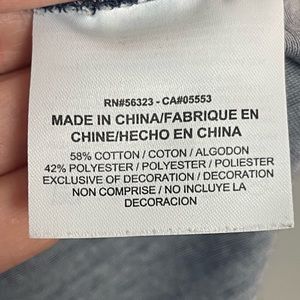 RN#56323 - CA#05553
MADE IN CHINA/FABRIQUE EN
CHINE/HECHO EN CHINA
58% COTTON / COTON / ALGODON
42% POLYESTER / POLYESTER / POLIESTER
EXCLUSIVE OF DECORATION / DECORATION
NON COMPRISE / NO INCLUYE LA
DECORACION